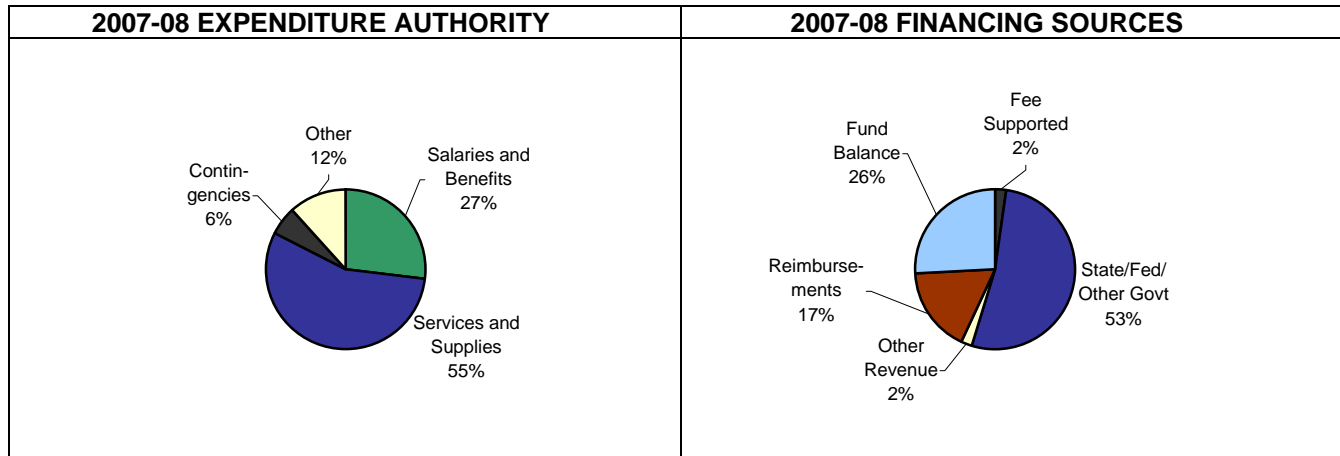 2007-08 EXPENDITURE AUTHORITY
Other
12%
Contin-
gencies
6%
Salaries and
Benefits
27%
Services and
Supplies
55%
2007-08 FINANCING SOURCES
Fee
Supported
2%
Fund
Balance
26%
Reimburse-
ments
17%
State/Fed/
Other Govt
53%
Other
Revenue
2%